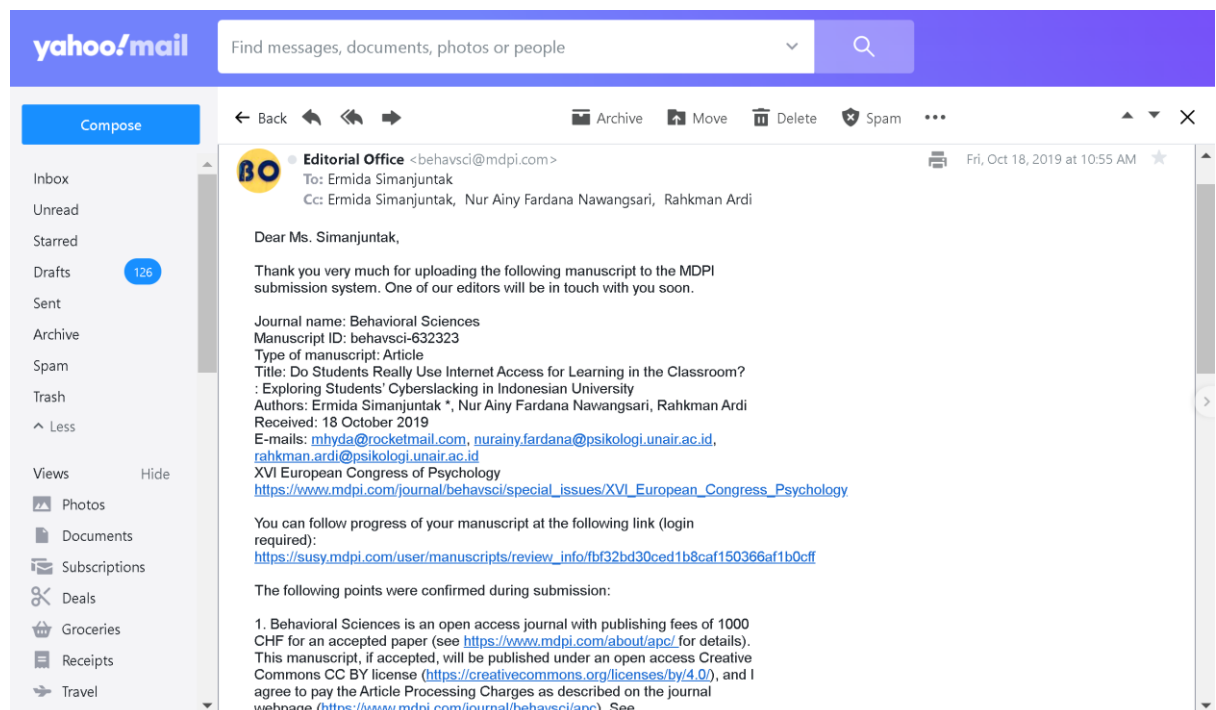 yahoo!mail
Find messages, documents, photos or people
Compose
Back
Archive
Move
Delete
Spam
Inbox
Unread
Starred
Drafts 126
Sent
Archive
Spam
Trash
Less
Views Hide
Photos
Documents
Subscriptions
Deals
Groceries
Receipts
Travel
BO
Editorial Office <behavsci@mdpi.com>
Fri, Oct 18, 2019 at 10:55 AM
To: Ermida Simanjuntak
Cc: Ermida Simanjuntak, Nur Ainy Fardana Nawangsari, Rahkman Ardi
Dear Ms. Simanjuntak,
Thank you very much for uploading the following manuscript to the MDPI
submission system. One of our editors will be in touch with you soon.
Journal name: Behavioral Sciences
Manuscript ID: behavsci-632323
Type of manuscript: Article
Title: Do Students Really Use Internet Access for Learning in the Classroom?
: Exploring Students' Cyberslacking in Indonesian University
Authors: Ermida Simanjuntak *, Nur Ainy Fardana Nawangsari, Rahkman Ardi
Received: 18 October 2019
E-mails: mhyda@rocketmail.com, nurainy.fardana@psikologi.unair.ac.id,
rahkman.ardi@psikologi.unair.ac.id
XVI European Congress of Psychology
https://www.mdpi.com/journal/behavsci/special_issues/XVI_European_Congress_Psychology
You can follow progress of your manuscript at the following link (login
required):
https://susy.mdpi.com/user/manuscripts/review_info/fbf32bd30ced1b8caf150366af1b0cff
The following points were confirmed during submission:
1. Behavioral Sciences is an open access journal with publishing fees of 1000
CHF for an accepted paper (see https://www.mdpi.com/about/apc/ for details).
This manuscript, if accepted, will be published under an open access Creative
Commons CC BY license (https://creativecommons.org/licenses/by/4.0/), and I
agree to pay the Article Processing Charges as described on the journal
webpage (https://www.mdpi.com/journal/behavsci/apc). See